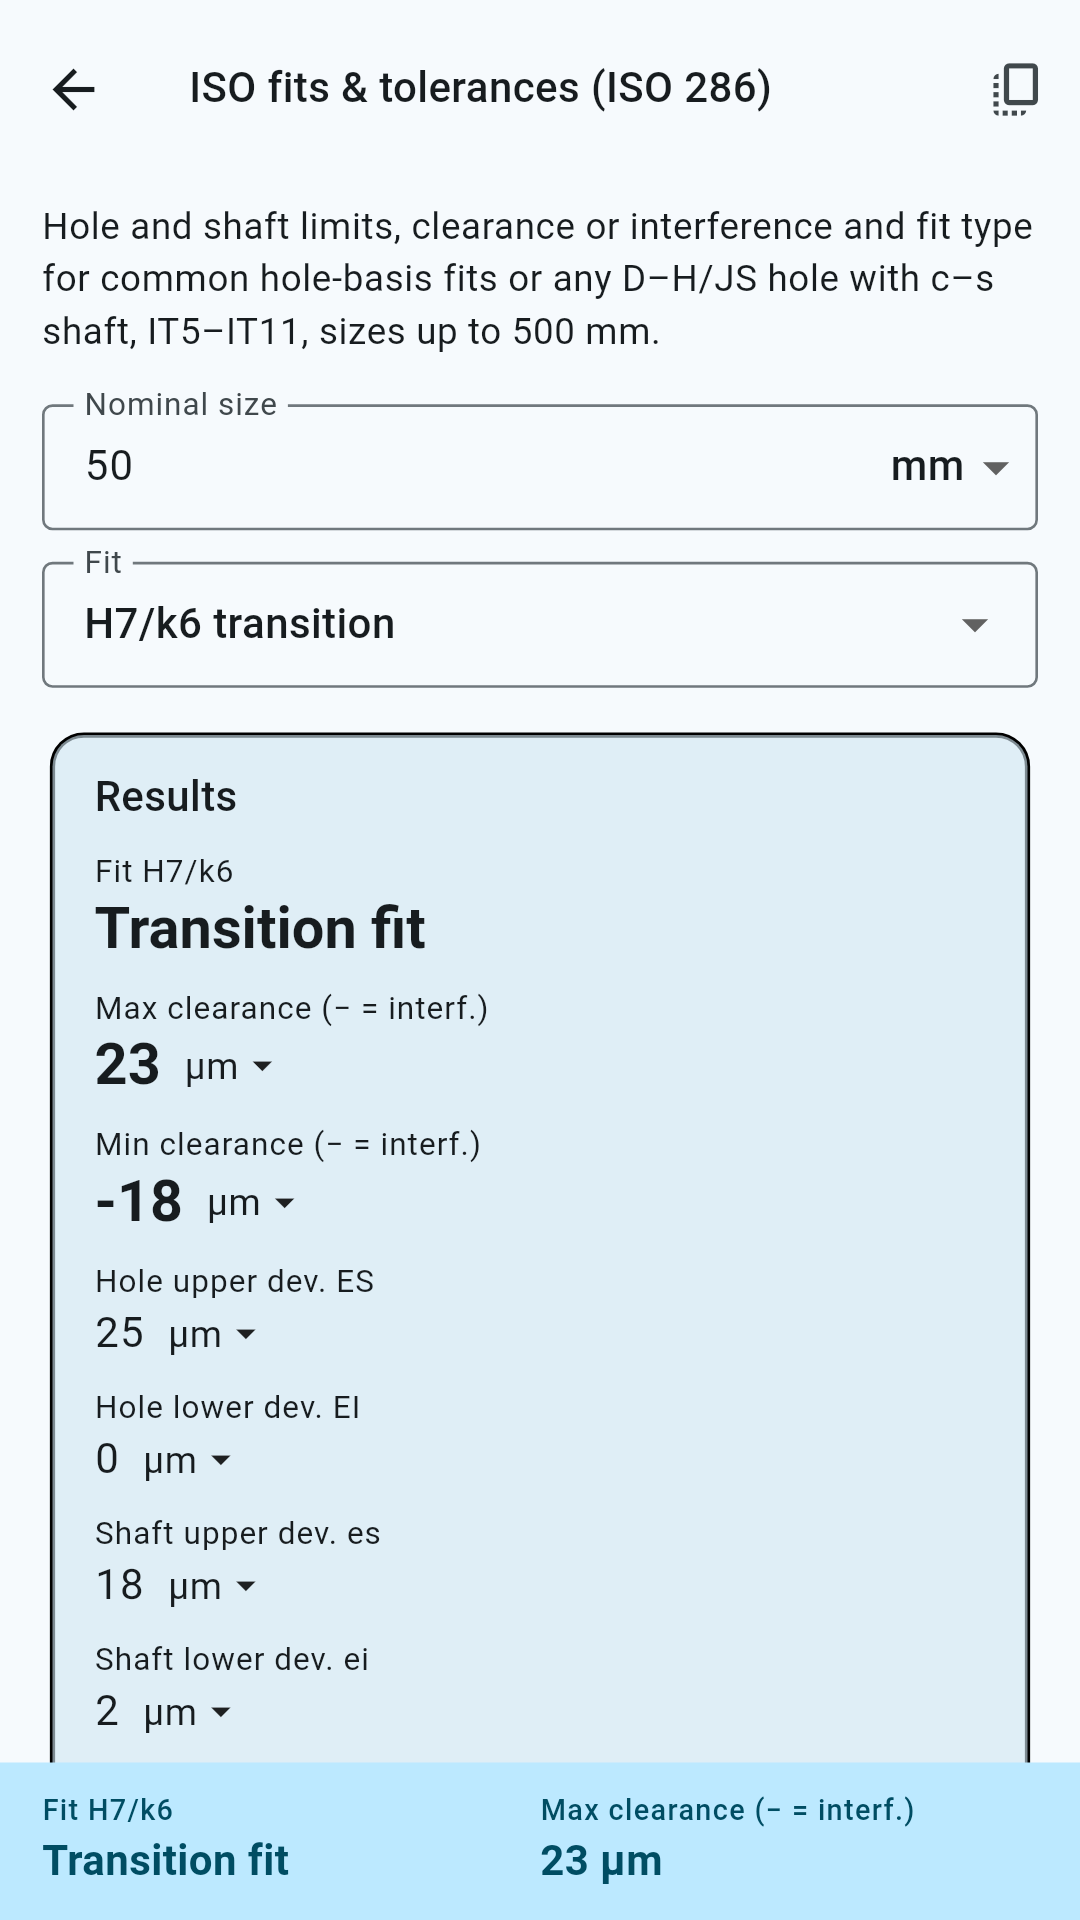 ISO fits & tolerances (ISO 286)
Hole and shaft limits, clearance or interference and fit type
for common hole-basis fits or any D–H/JS hole with c–s
shaft, IT5–IT11, sizes up to 500 mm.
Nominal size
50 mm
Fit
H7/k6 transition
Results
Fit H7/k6
Transition fit
Max clearance (− = interf.)
23 µm
Min clearance (− = interf.)
-18 µm
Hole upper dev. ES
25 µm
Hole lower dev. EI
0 µm
Shaft upper dev. es
18 µm
Shaft lower dev. ei
2 µm
Fit H7/k6
Transition fit
Max clearance (− = interf.)
23 µm